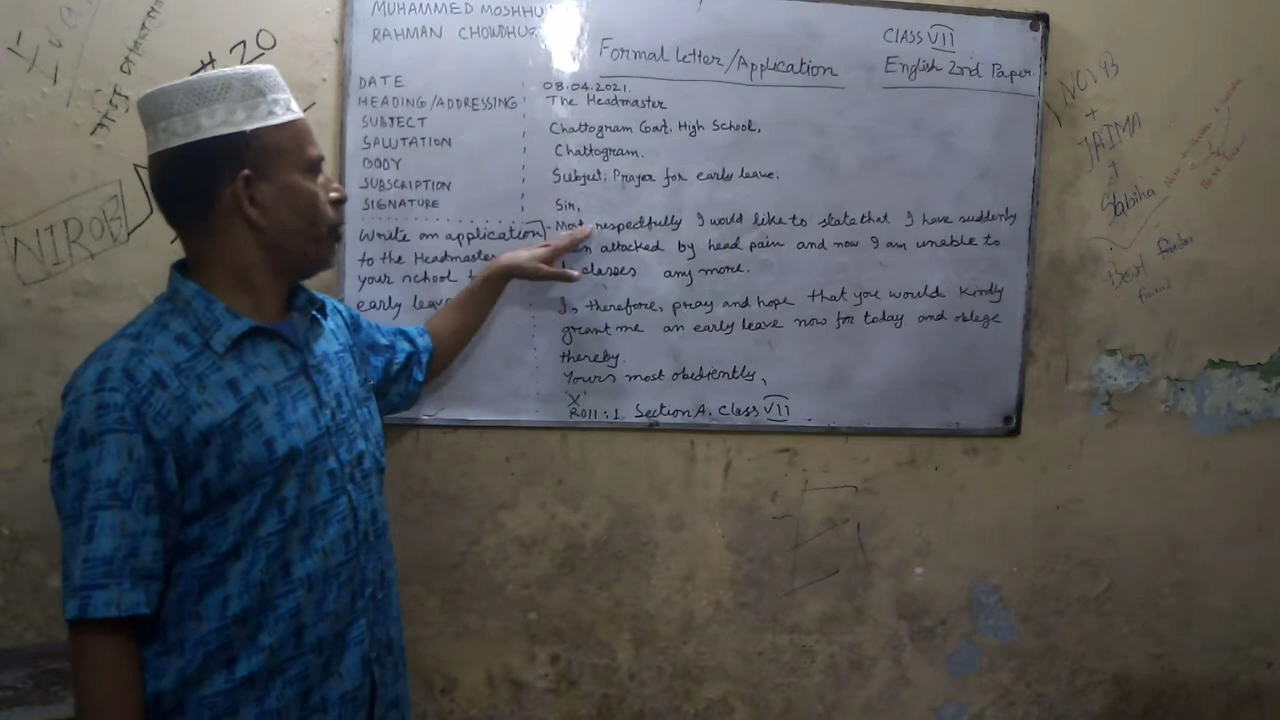 MUHAMMED MOSHHU
RAHMAN CHOWDHU
Formal Letter/Application
CLASS VII
English 2nd Paper.
DATE
HEADING/ADDRESSING
SUBJECT
SALUTATION
BODY
SUBSCRIPTION
SIGNATURE
Write an application
to the Headmaster
your school
early leave
08.04.2021.
The Headmaster
Chattogram Govt. High School,
Chattogram.
Subject: Prayer for early leave.
Sir,
Most respectfully I would like to state that I have suddenly
attacked by head pain and now I am unable to
classes any more.
I, therefore, pray and hope that you would kindly
grant me an early leave now for today and oblege
thereby.
Yours most obediently,
'X'
Roll: 1 Section A. Class VII
# 20
NIROB
+
JAIMA
+
Sabiha
Best friend